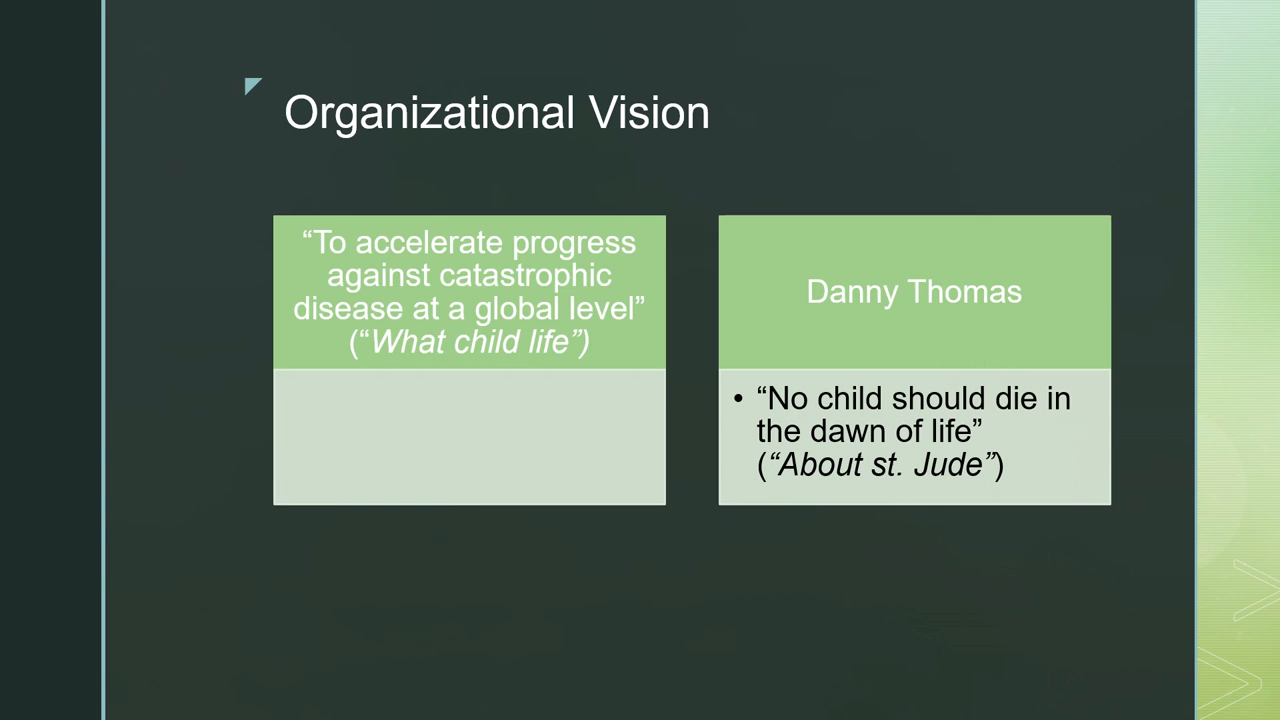 Organizational Vision
“To accelerate progress
against catastrophic
disease at a global level”
(“What child life”)
Danny Thomas
• “No child should die in
the dawn of life”
(“About st. Jude”)